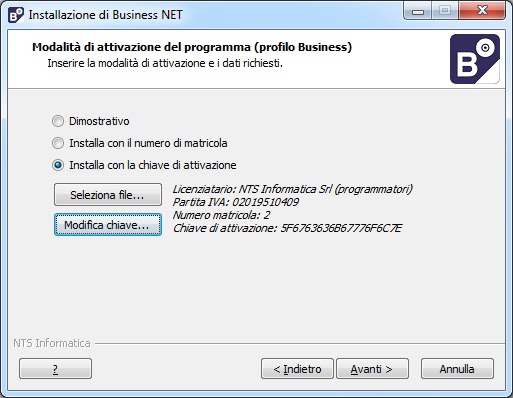 Installazione di Business NET
Modalità di attivazione del programma (profilo Business)
Inserire la modalità di attivazione e i dati richiesti.
B
Dimostrativo
Installa con il numero di matricola
Installa con la chiave di attivazione
Seleziona file...
Modifica chiave...
Licenziatario: NTS Informatica Srl (programmatori)
Partita IVA: 02019510409
Numero matricola: 2
Chiave di attivazione: 5F6763636B67776F6C7E
NTS Informatica
?
< Indietro
Avanti >
Annulla